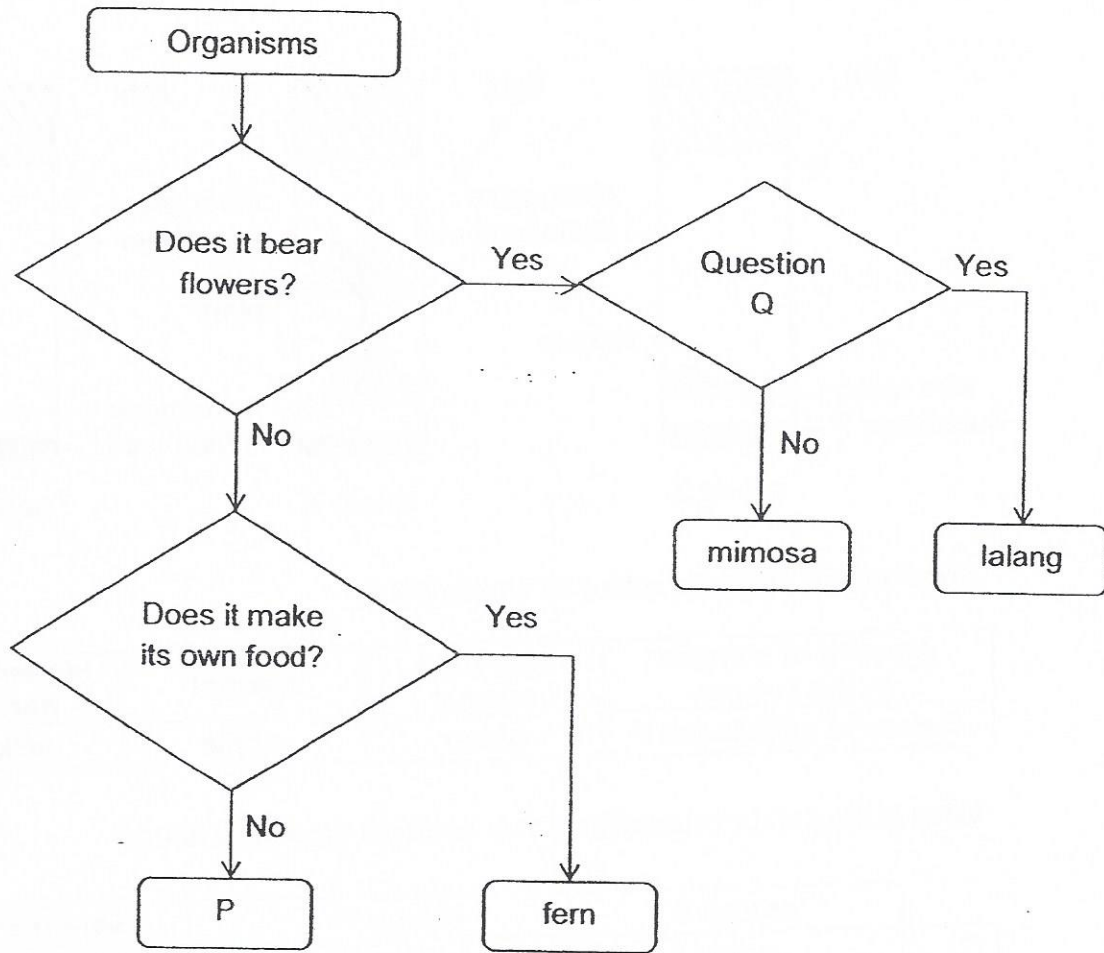 Organisms
Does it bear
flowers?
Yes
Question
Q
Yes
No
No
mimosa
lalang
Does it make
its own food?
Yes
No
P
fern